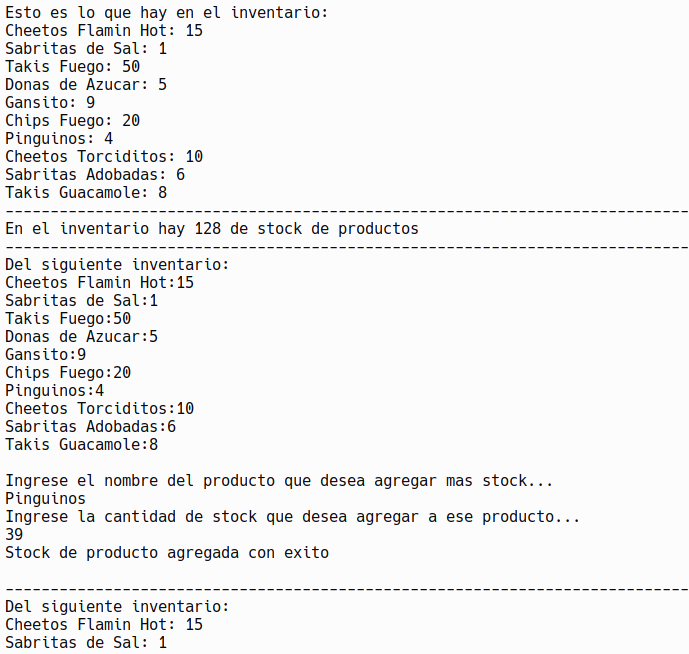 Esto es lo que hay en el inventario:
Cheetos Flamin Hot: 15
Sabritas de Sal: 1
Takis Fuego: 50
Donas de Azucar: 5
Gansito: 9
Chips Fuego: 20
Pinguinos: 4
Cheetos Torciditos: 10
Sabritas Adobadas: 6
Takis Guacamole: 8
----------------------------------------------------------------------------
En el inventario hay 128 de stock de productos
----------------------------------------------------------------------------
Del siguiente inventario:
Cheetos Flamin Hot:15
Sabritas de Sal:1
Takis Fuego:50
Donas de Azucar:5
Gansito:9
Chips Fuego:20
Pinguinos:4
Cheetos Torciditos:10
Sabritas Adobadas:6
Takis Guacamole:8
Ingrese el nombre del producto que desea agregar mas stock...
Pinguinos
Ingrese la cantidad de stock que desea agregar a ese producto...
39
Stock de producto agregada con exito
----------------------------------------------------------------------------
Del siguiente inventario:
Cheetos Flamin Hot: 15
Sabritas de Sal: 1